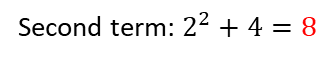 Second term: 2² + 4 = 8